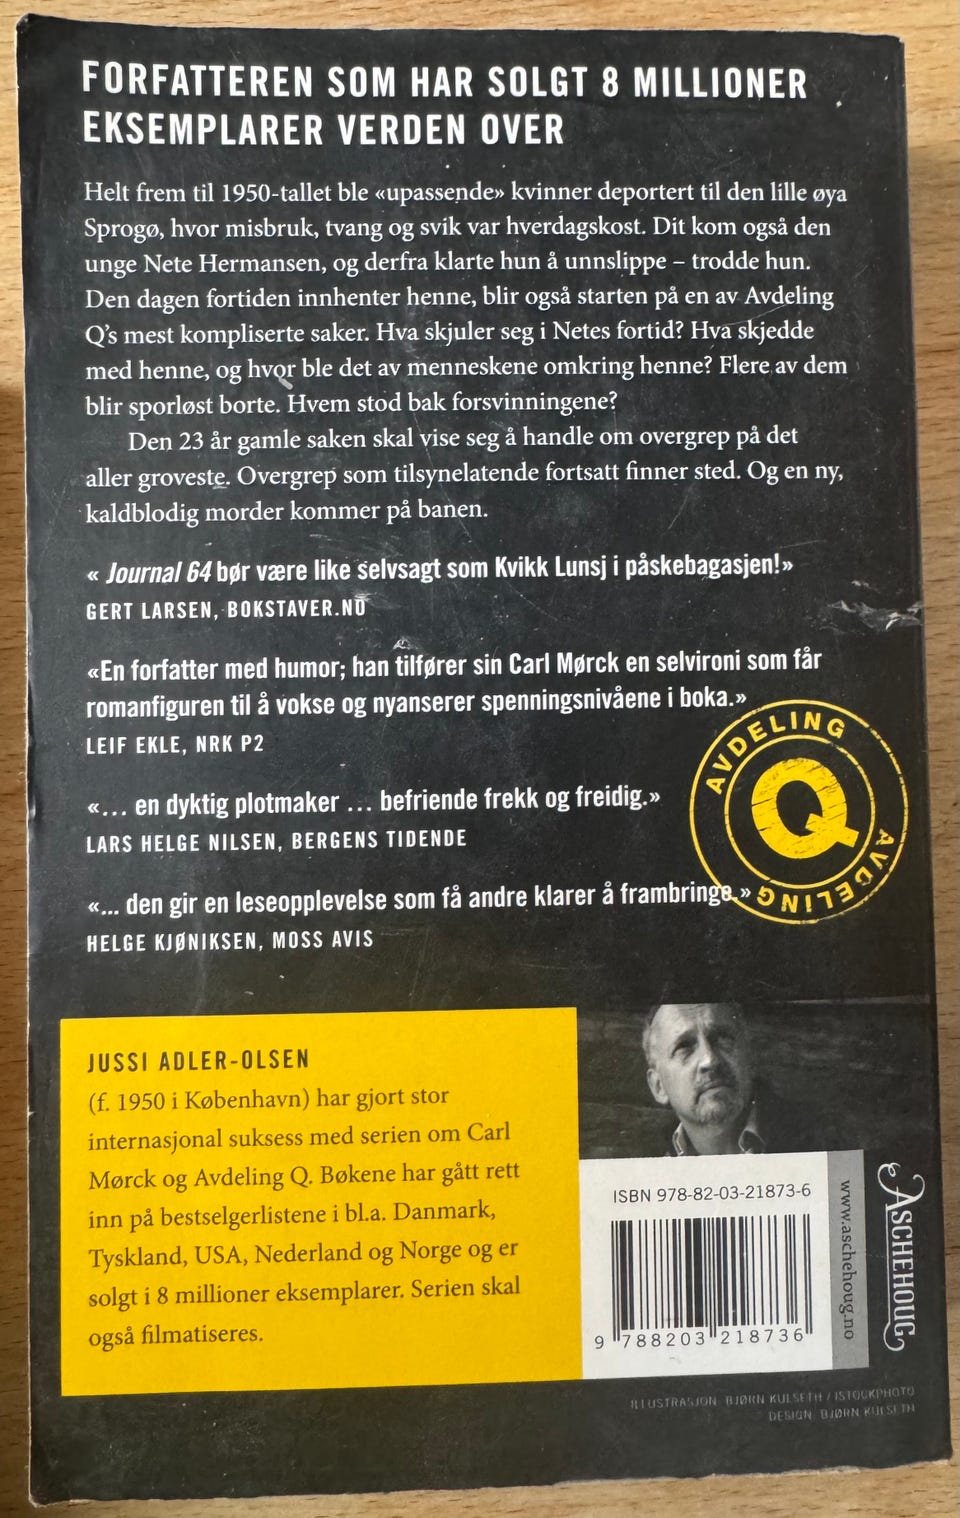 FORFATTEREN SOM HAR SOLGT 8 MILLIONER
EKSEMPLARER VERDEN OVER
Helt frem til 1950-tallet ble «upassende» kvinner deportert til den lille øya
Sprogø, hvor misbruk, tvang og svik var hverdagskost. Dit kom også den
unge Nete Hermansen, og derfra klarte hun å unnslippe – trodde hun.
Den dagen fortiden innhenter henne, blir også starten på en av Avdeling
Q's mest kompliserte saker. Hva skjuler seg i Netes fortid? Hva skjedde
med henne, og hvor ble det av menneskene omkring henne? Flere av dem
blir sporløst borte. Hvem stod bak forsvinningene?
Den 23 år gamle saken skal vise seg å handle om overgrep på det
aller groveste. Overgrep som tilsynelatende fortsatt finner sted. Og en ny,
kaldblodig morder kommer på banen.
« Journal 64 bør være like selvsagt som Kvikk Lunsj i påskebagasjen!»
GERT LARSEN, BOKSTAVER.NO
«En forfatter med humor; han tilfører sin Carl Mørck en selvironi som får
romanfiguren til å vokse og nyanserer spenningsnivåene i boka.»
LEIF EKLE, NRK P2
«... en dyktig plotmaker ... befriende frekk og freidig.»
LARS HELGE NILSEN, BERGENS TIDENDE
«... den gir en leseopplevelse som få andre klarer å frambringe.»
HELGE KJØNIKSEN, MOSS AVIS
AVDELING
Q
AVDELING
JUSSI ADLER-OLSEN
(f. 1950 i København) har gjort stor
internasjonal suksess med serien om Carl
Mørck og Avdeling Q. Bøkene har gått rett
inn på bestselgerlistene i bl.a. Danmark,
Tyskland, USA, Nederland og Norge og er
solgt i 8 millioner eksemplarer. Serien skal
også filmatiseres.
ISBN 978-82-03-21873-6
9 788203 218736
www.aschehoug.no
ASCHEHOUG
ILLUSTRASJON: BJØRN KULSETH / ISTOCKPHOTO
DESIGN: BJØRN KULSETH